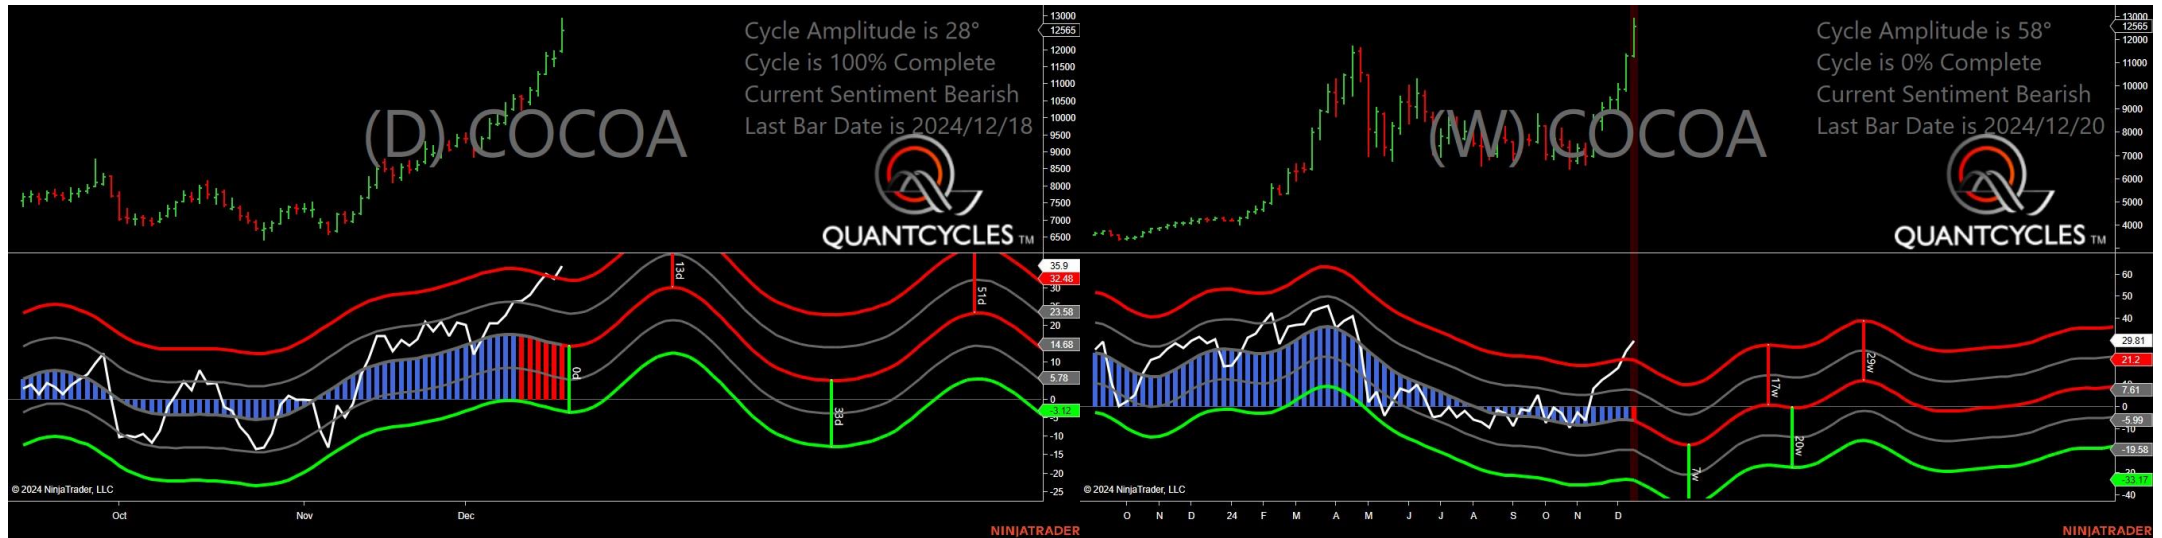 Cycle Amplitude is 28°
Cycle is 100% Complete
Current Sentiment Bearish
Last Bar Date is 2024/12/18
(D) COCOA
QUANTCYCLES TM
13000
12565
12000
11500
11000
10500
10000
9500
9000
8500
8000
7500
7000
6500
35.9
32.48
30
23.58
20
14.68
10
5.78
0
-3.12
-5
-10
-15
-20
-25
0d
13d
38d
51d
© 2024 NinjaTrader, LLC
Oct Nov Dec
NINJATRADER
Cycle Amplitude is 58°
Cycle is 0% Complete
Current Sentiment Bearish
Last Bar Date is 2024/12/20
(W) COCOA
QUANTCYCLES TM
13000
12565
12000
11000
10000
9000
8000
7000
6000
5000
4000
60
50
40
29.81
21.2
7.61
0
-5.99
-10
-19.58
-33.17
-40
7w
17w
20w
29w
© 2024 NinjaTrader, LLC
O N D 24 F M A M J J A S O N D
NINJATRADER